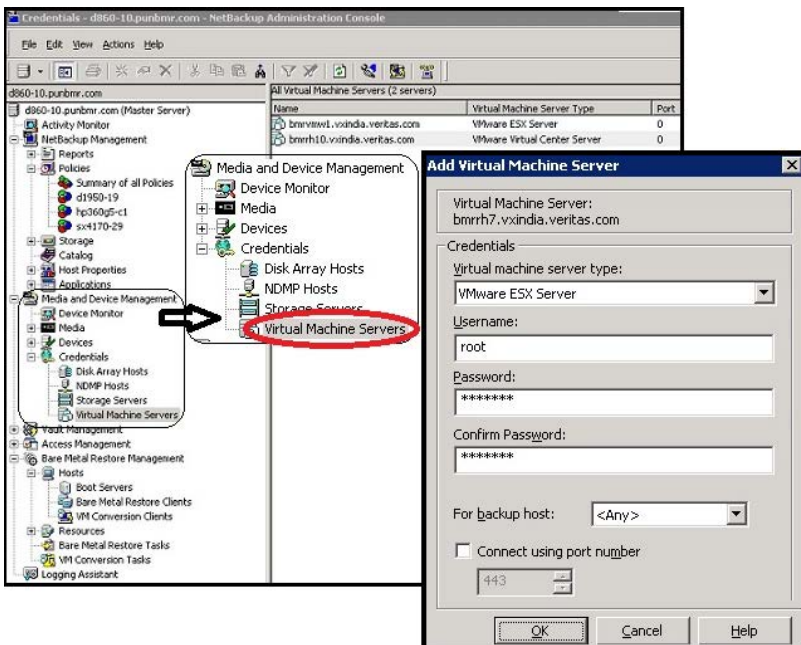 Credentials - d860-10.punbmr.com - NetBackup Administration Console
File Edit View Actions Help
d860-10.punbmr.com
d860-10.punbmr.com (Master Server)
Activity Monitor
NetBackup Management
Reports
Policies
Summary of all Policies
d1950-19
hp360g5-c1
sx4170-29
Storage
Catalog
Host Properties
Applications
Media and Device Management
Device Monitor
Media
Devices
Credentials
Disk Array Hosts
NDMP Hosts
Storage Servers
Virtual Machine Servers
Vault Management
Access Management
Bare Metal Restore Management
Hosts
Boot Servers
Bare Metal Restore Clients
VM Conversion Clients
Resources
Bare Metal Restore Tasks
VM Conversion Tasks
Logging Assistant
All Virtual Machine Servers (2 servers)
Name Virtual Machine Server Type Port
bmrvmw1.vxindia.veritas.com VMware ESX Server 0
bmrrh10.vxindia.veritas.com VMware Virtual Center Server 0
Media and Device Management
Device Monitor
Media
Devices
Credentials
Disk Array Hosts
NDMP Hosts
Storage Servers
Virtual Machine Servers
Add Virtual Machine Server
Virtual Machine Server:
bmrrh7.vxindia.veritas.com
Credentials
Virtual machine server type:
VMware ESX Server
Username:
root
Password:
*******
Confirm Password:
*******
For backup host: <Any>
Connect using port number
443
OK Cancel Help